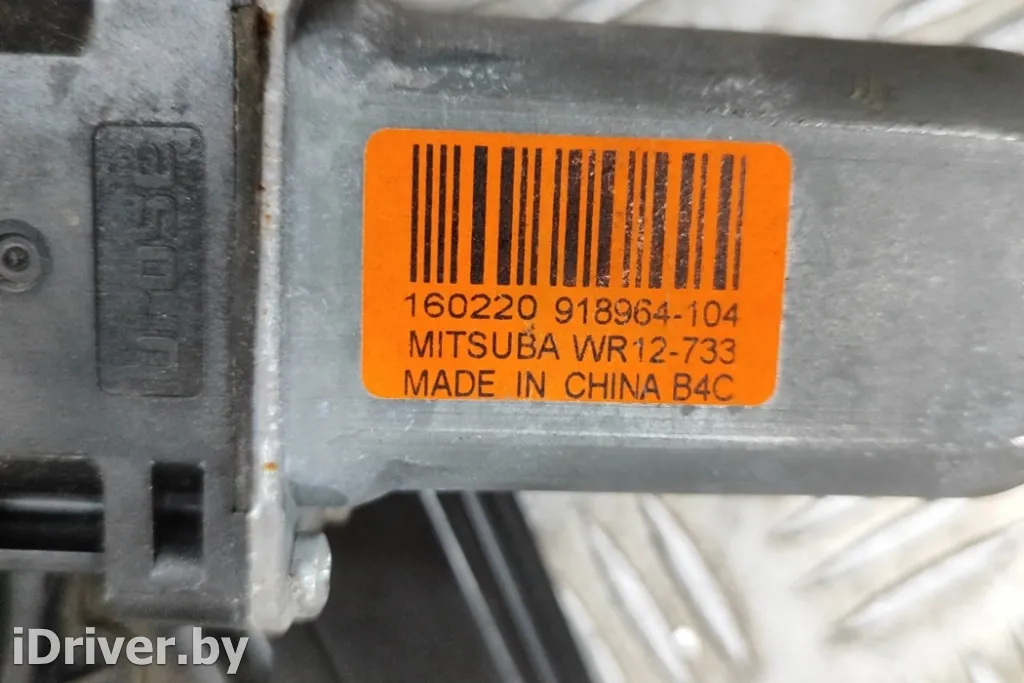 160220 918964-104
MITSUBA WR12-733
MADE IN CHINA B4C
iDriver.by